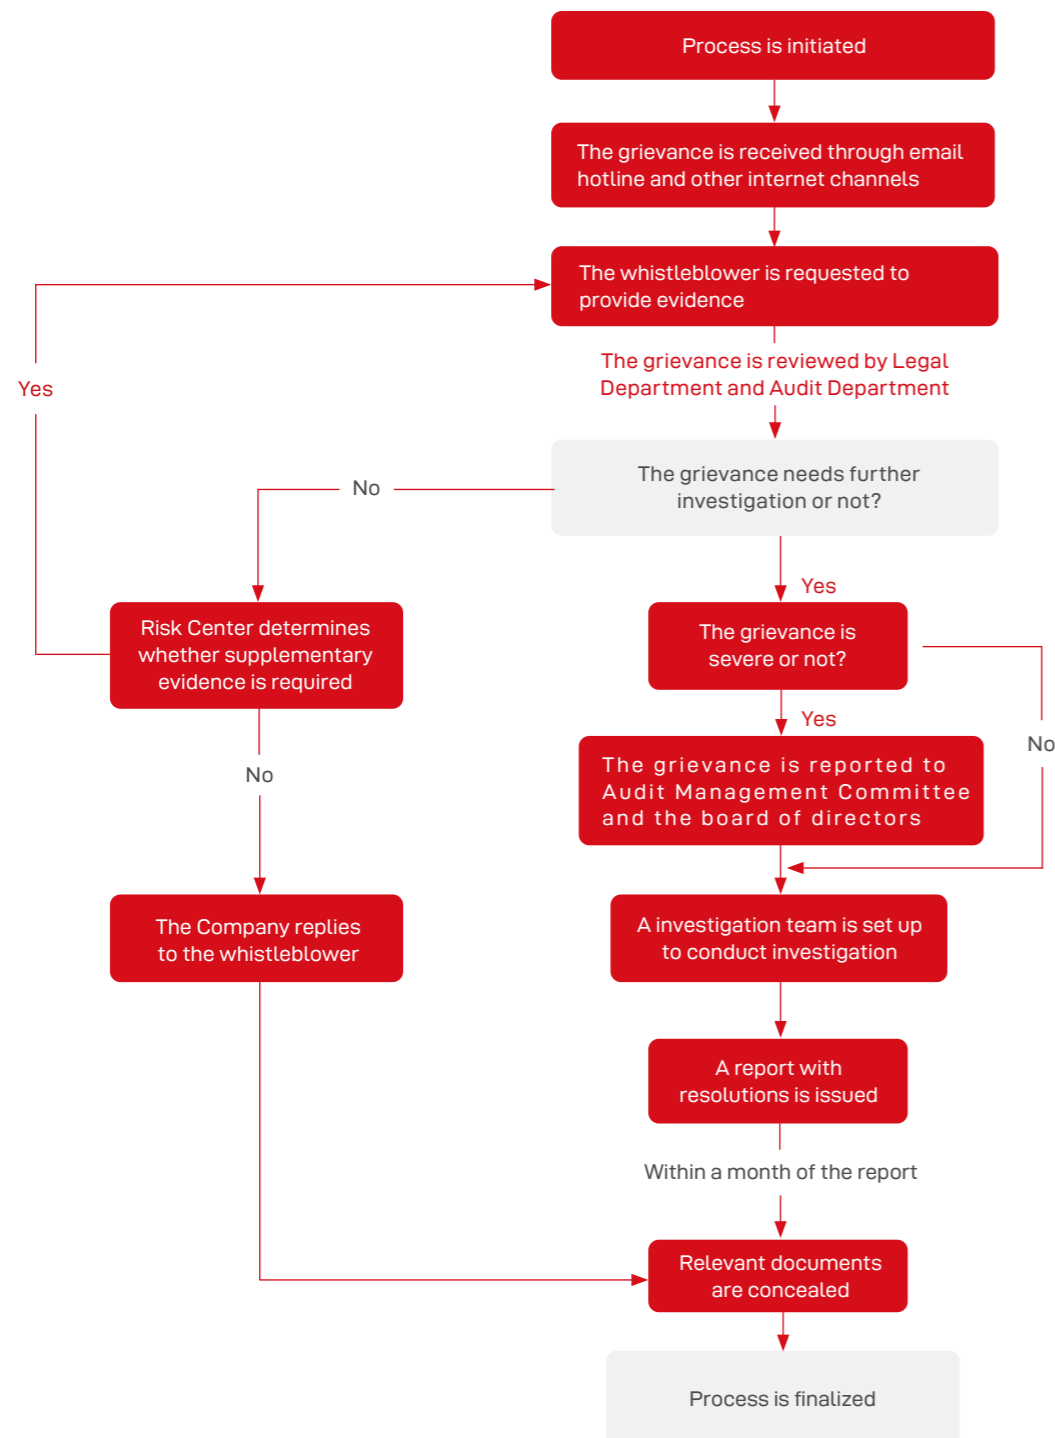 Process is initiated
The grievance is received through email
hotline and other internet channels
The whistleblower is requested to
provide evidence
The grievance is reviewed by Legal
Department and Audit Department
Yes
The grievance needs further
investigation or not?
No
Yes
Risk Center determines
whether supplementary
evidence is required
The grievance is
severe or not?
Yes
No
No
The grievance is reported to
Audit Management Committee
and the board of directors
The Company replies
to the whistleblower
A investigation team is set up
to conduct investigation
A report with
resolutions is issued
Within a month of the report
Relevant documents
are concealed
Process is finalized